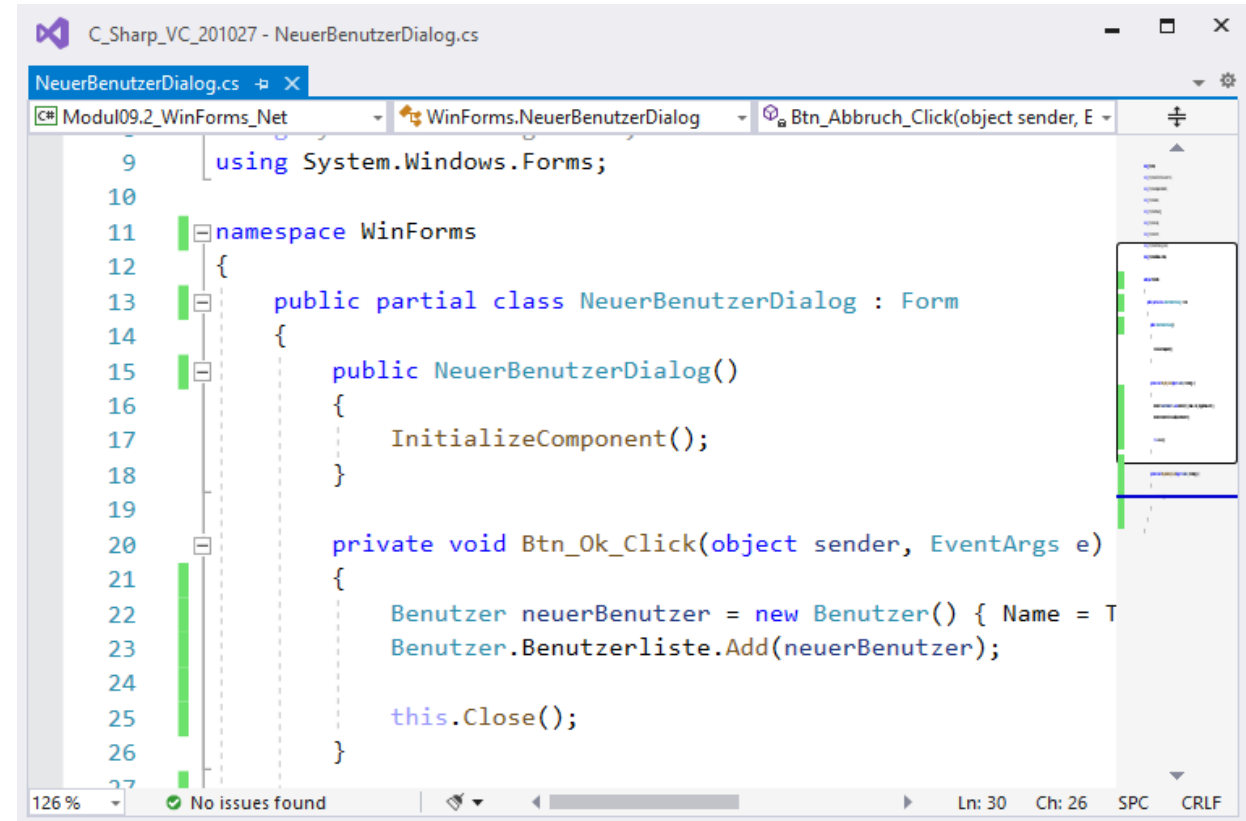 C_Sharp_VC_201027 - NeuerBenutzerDialog.cs
NeuerBenutzerDialog.cs
C# Modul09.2_WinForms_Net WinForms.NeuerBenutzerDialog Btn_Abbruch_Click(object sender, E
9 using System.Windows.Forms;
10
11 namespace WinForms
12 {
13 public partial class NeuerBenutzerDialog : Form
14 {
15 public NeuerBenutzerDialog()
16 {
17 InitializeComponent();
18 }
19
20 private void Btn_Ok_Click(object sender, EventArgs e)
21 {
22 Benutzer neuerBenutzer = new Benutzer() { Name = T
23 Benutzer.Benutzerliste.Add(neuerBenutzer);
24
25 this.Close();
26 }
27
126 % No issues found Ln: 30 Ch: 26 SPC CRLF